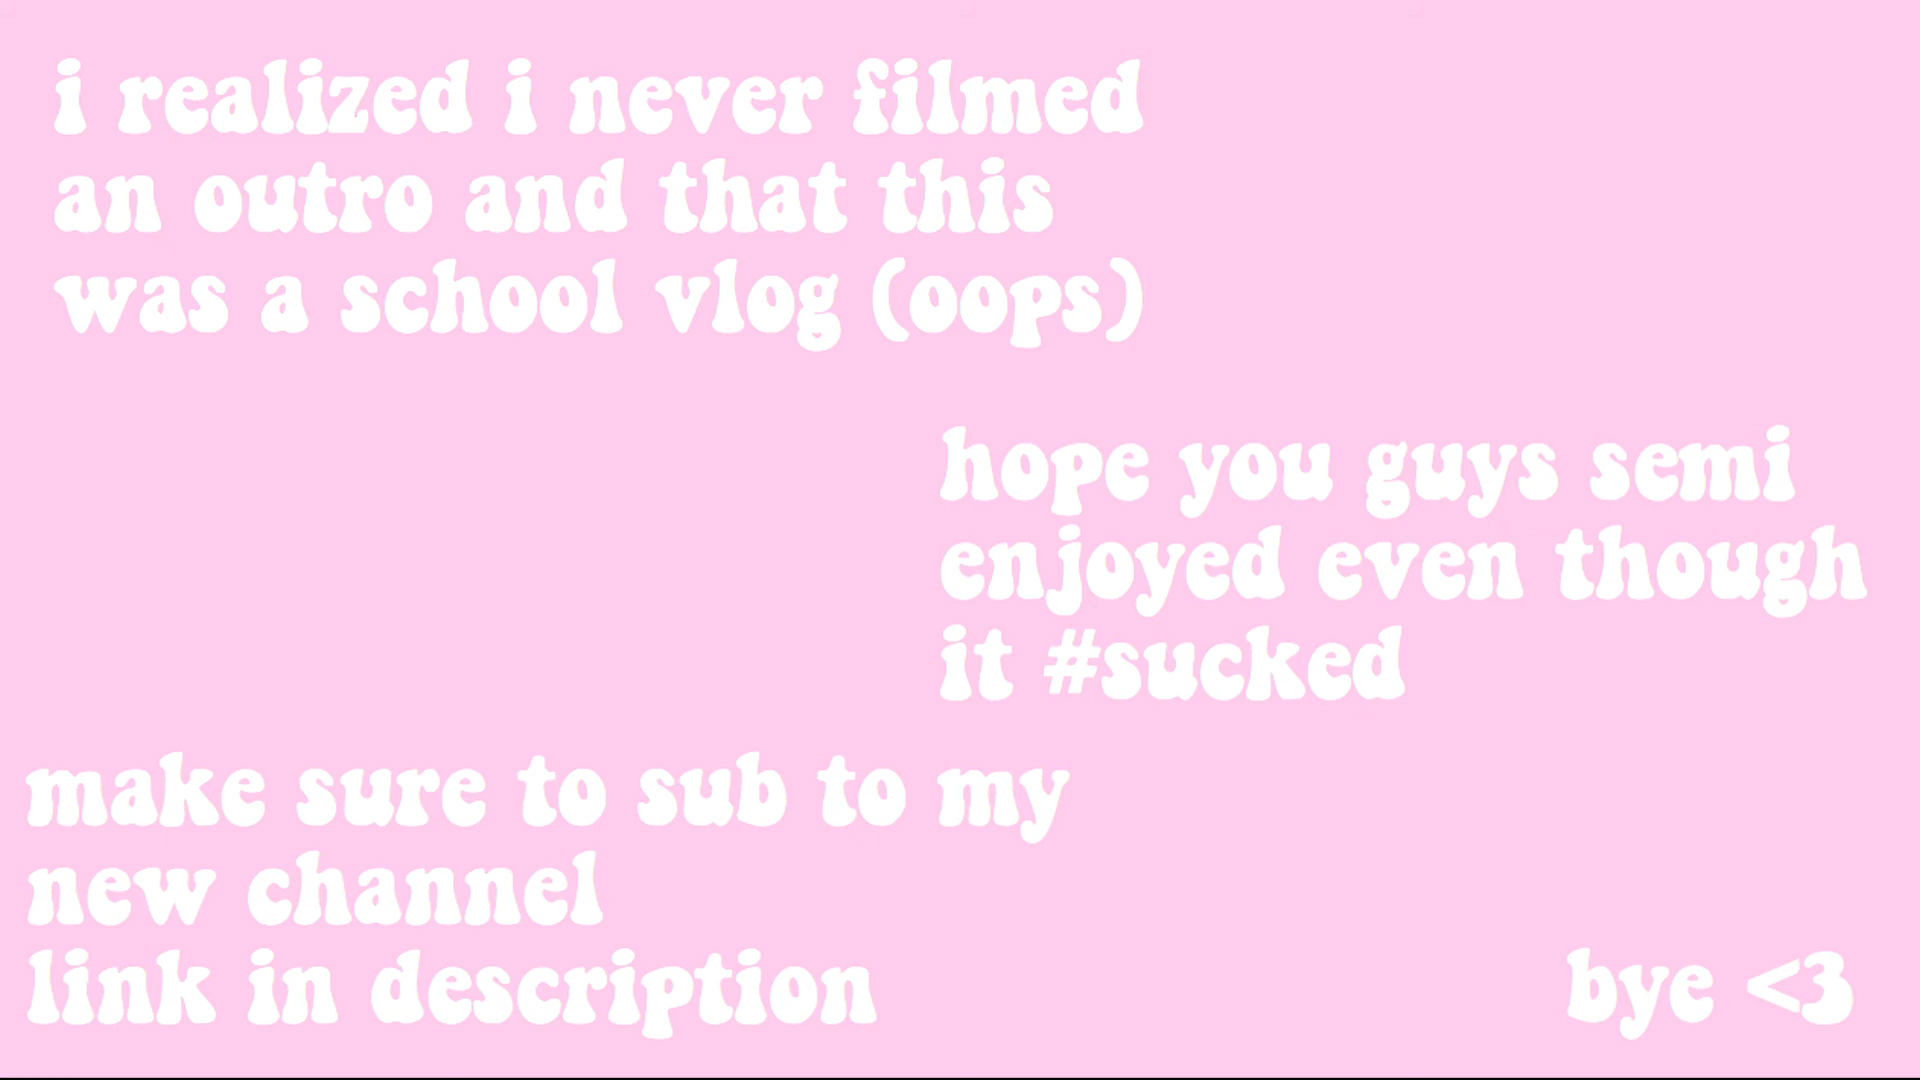 i realized i never filmed
an outro and that this
was a school vlog (oops)
hope you guys semi
enjoyed even though
it #sucked
make sure to sub to my
new channel
link in description
bye <3